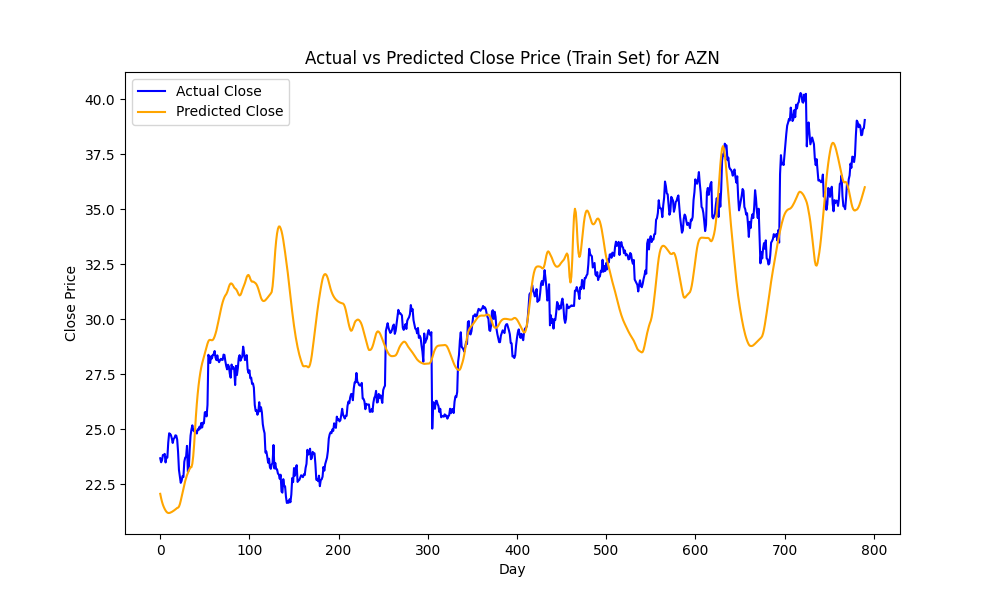 Actual vs Predicted Close Price (Train Set) for AZN
Actual Close
Predicted Close
40.0
37.5
35.0
32.5
30.0
27.5
25.0
22.5
Close Price
0 100 200 300 400 500 600 700 800
Day